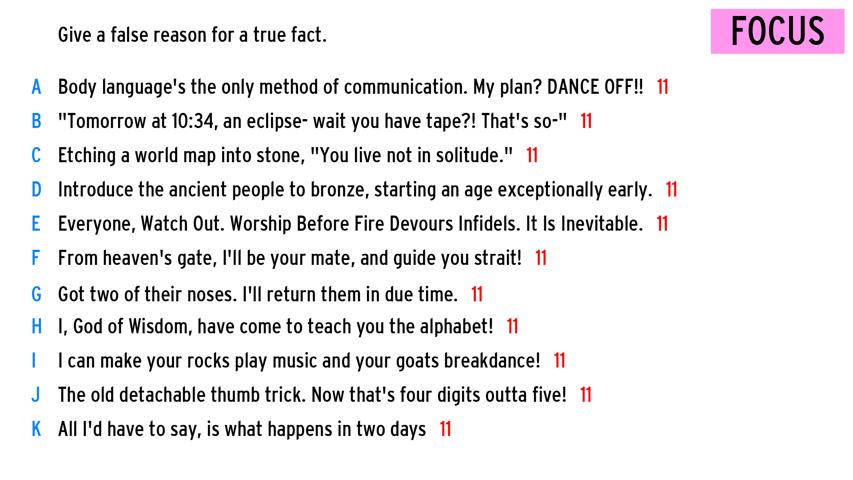 Give a false reason for a true fact.
FOCUS
A Body language's the only method of communication. My plan? DANCE OFF!! 11
B "Tomorrow at 10:34, an eclipse- wait you have tape?! That's so-" 11
C Etching a world map into stone, "You live not in solitude." 11
D Introduce the ancient people to bronze, starting an age exceptionally early. 11
E Everyone, Watch Out. Worship Before Fire Devours Infidels. It Is Inevitable. 11
F From heaven's gate, I'll be your mate, and guide you strait! 11
G Got two of their noses. I'll return them in due time. 11
H I, God of Wisdom, have come to teach you the alphabet! 11
I I can make your rocks play music and your goats breakdance! 11
J The old detachable thumb trick. Now that's four digits outta five! 11
K All I'd have to say, is what happens in two days 11